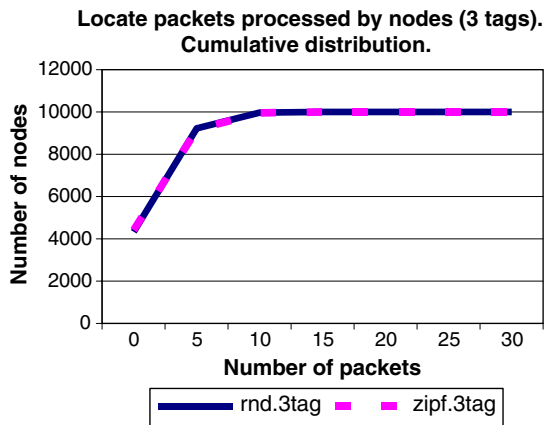 Locate packets processed by nodes (3 tags).
Cumulative distribution.
Number of nodes
12000
10000
8000
6000
4000
2000
0
0 5 10 15 20 25 30
Number of packets
rnd.3tag zipf.3tag